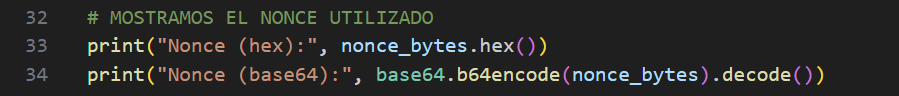 32 # MOSTRAMOS EL NONCE UTILIZADO
33 print("Nonce (hex):", nonce_bytes.hex())
34 print("Nonce (base64):", base64.b64encode(nonce_bytes).decode())